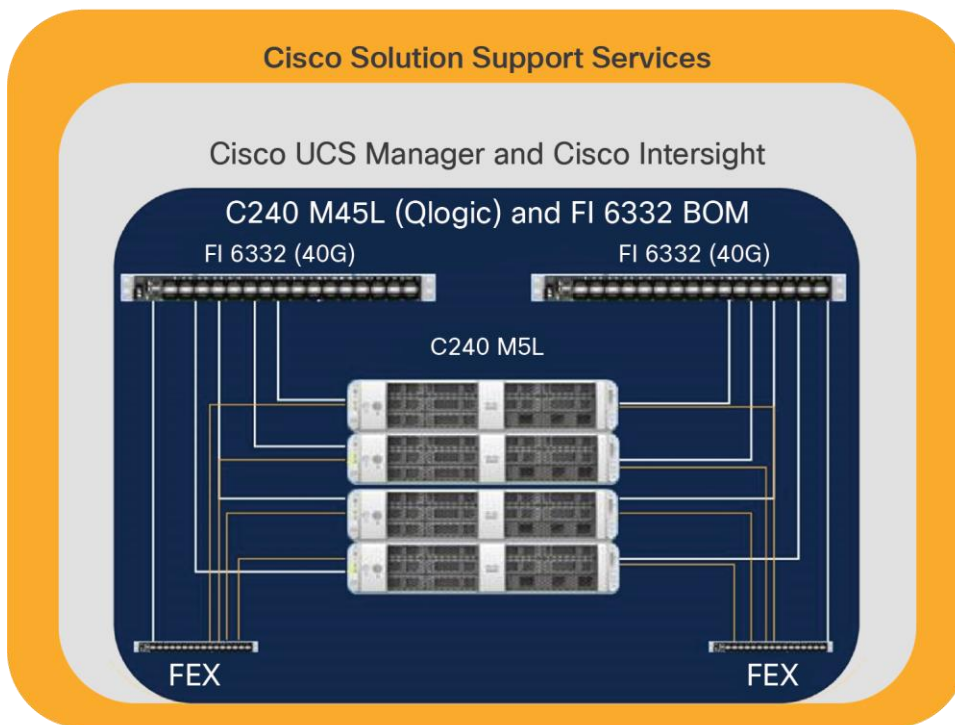 Cisco Solution Support Services
Cisco UCS Manager and Cisco Intersight
C240 M45L (Qlogic) and FI 6332 BOM
FI 6332 (40G)
FI 6332 (40G)
C240 M5L
FEX
FEX